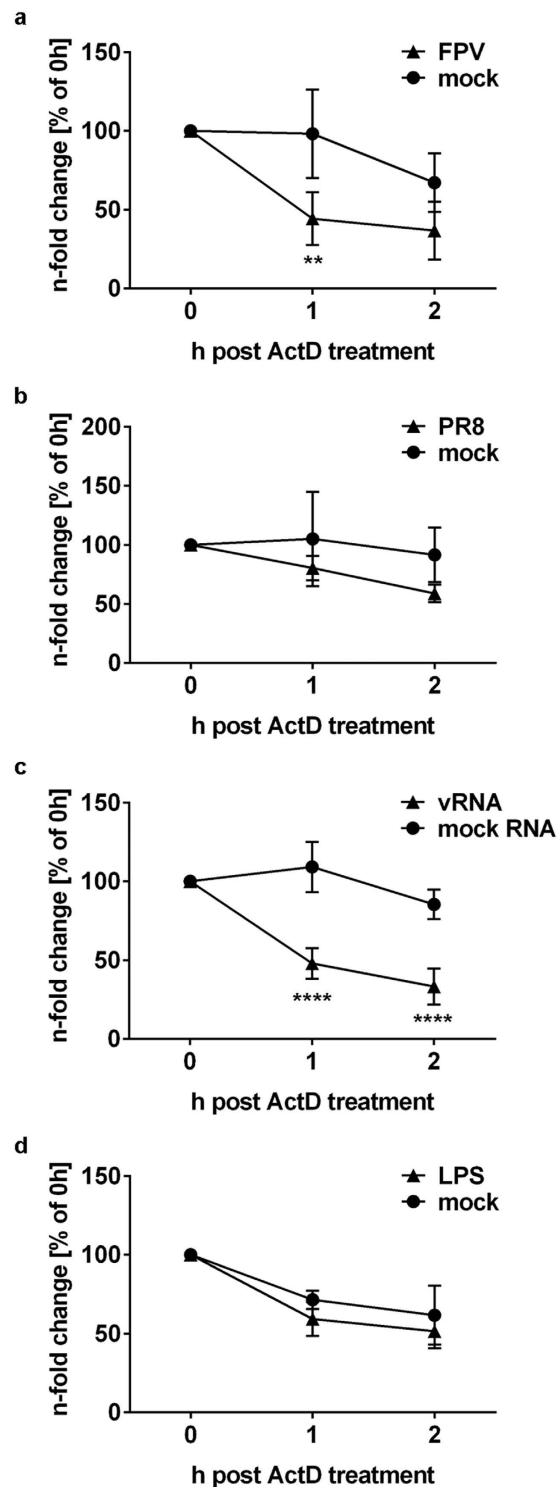 a
n-fold change [% of 0h]
150
100
50
0
FPV
mock
**
0 1 2
h post ActD treatment
b
n-fold change [% of 0h]
200
150
100
50
0
PR8
mock
0 1 2
h post ActD treatment
c
n-fold change [% of 0h]
150
100
50
0
vRNA
mock RNA
**** ****
0 1 2
h post ActD treatment
d
n-fold change [% of 0h]
150
100
50
0
LPS
mock
0 1 2
h post ActD treatment